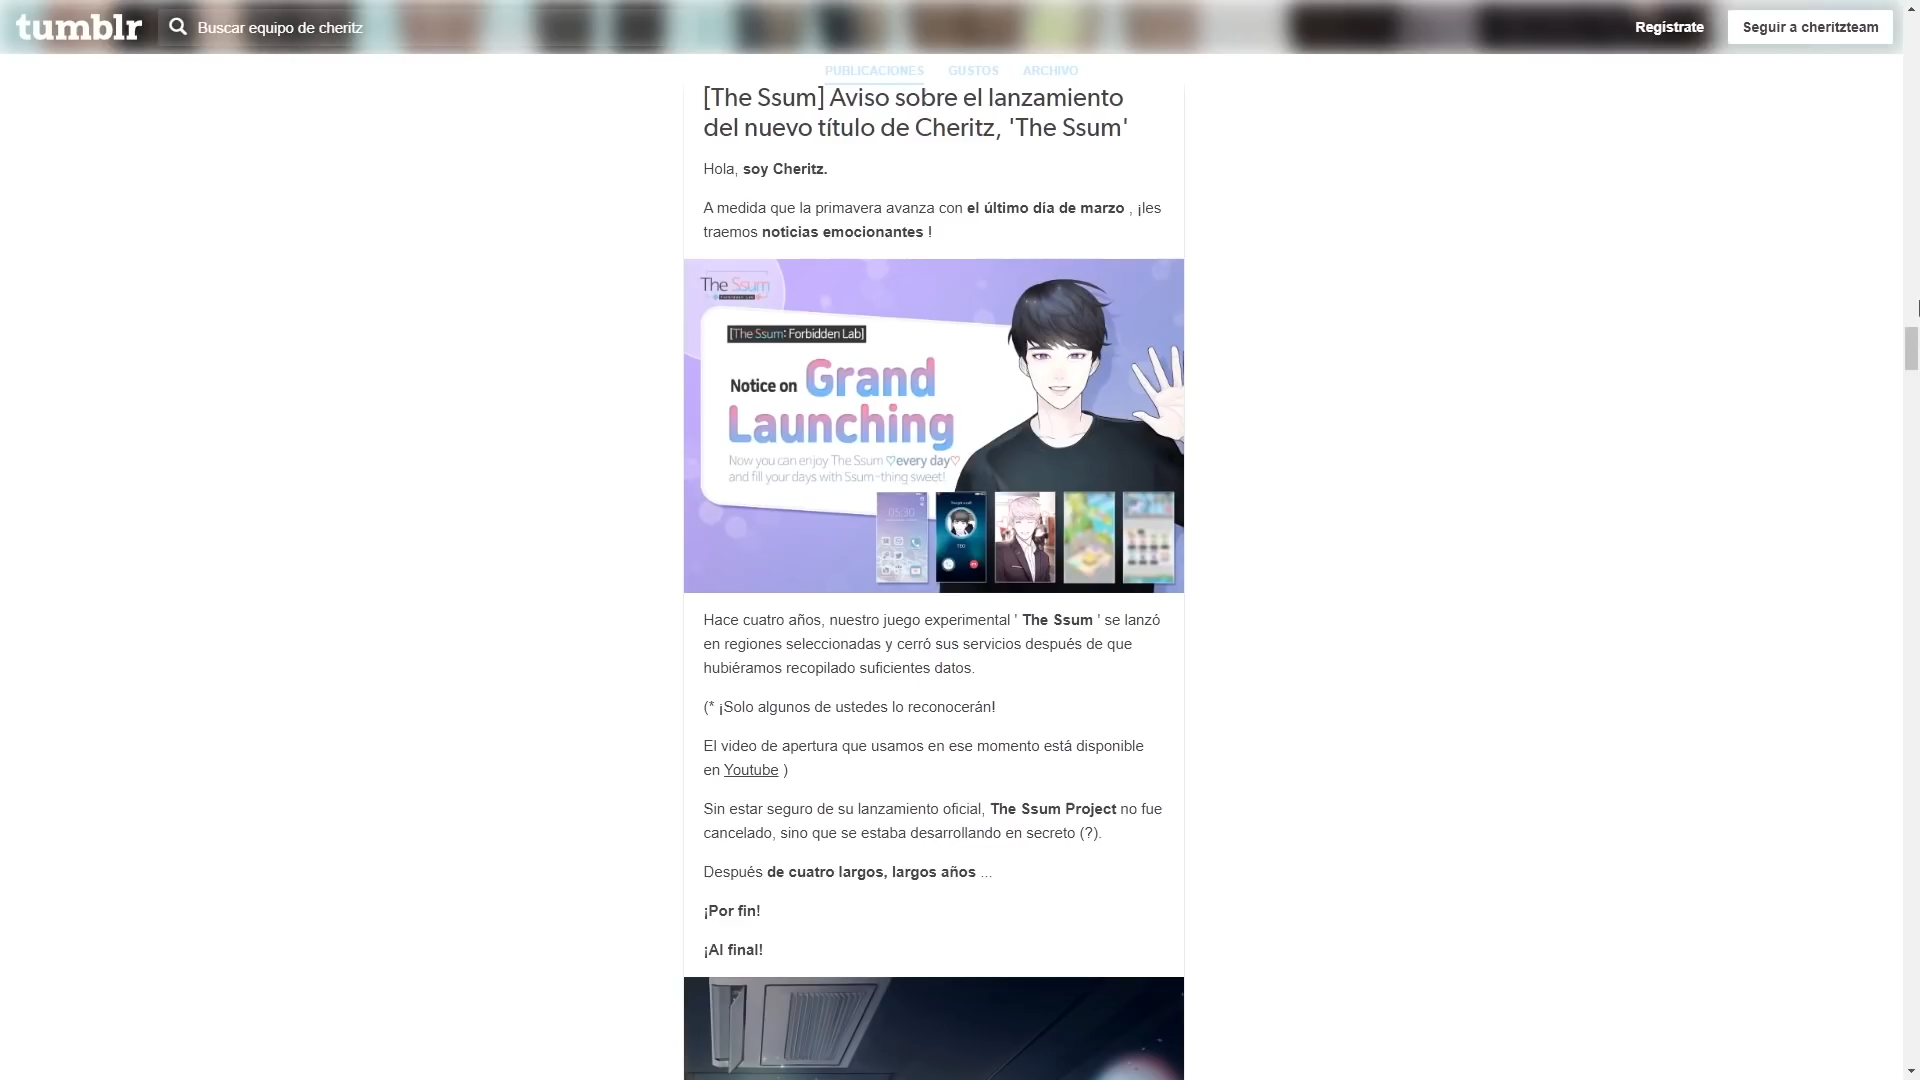 tumblr
Buscar equipo de cheritz
Regístrate
Seguir a cheritzteam
PUBLICACIONES
GUSTOS
ARCHIVO
[The Ssum] Aviso sobre el lanzamiento
del nuevo título de Cheritz, 'The Ssum'
Hola, soy Cheritz.
A medida que la primavera avanza con el último día de marzo , ¡les
traemos noticias emocionantes !
The Ssum
[The Ssum: Forbidden Lab]
Notice on Grand
Launching
Now you can enjoy The Ssum ♡every day♡
and fill your days with Ssum-thing sweet!
05:30
TEO
Hace cuatro años, nuestro juego experimental ' The Ssum ' se lanzó
en regiones seleccionadas y cerró sus servicios después de que
hubiéramos recopilado suficientes datos.
(* ¡Solo algunos de ustedes lo reconocerán!
El video de apertura que usamos en ese momento está disponible
en Youtube )
Sin estar seguro de su lanzamiento oficial, The Ssum Project no fue
cancelado, sino que se estaba desarrollando en secreto (?).
Después de cuatro largos, largos años ...
¡Por fin!
¡Al final!